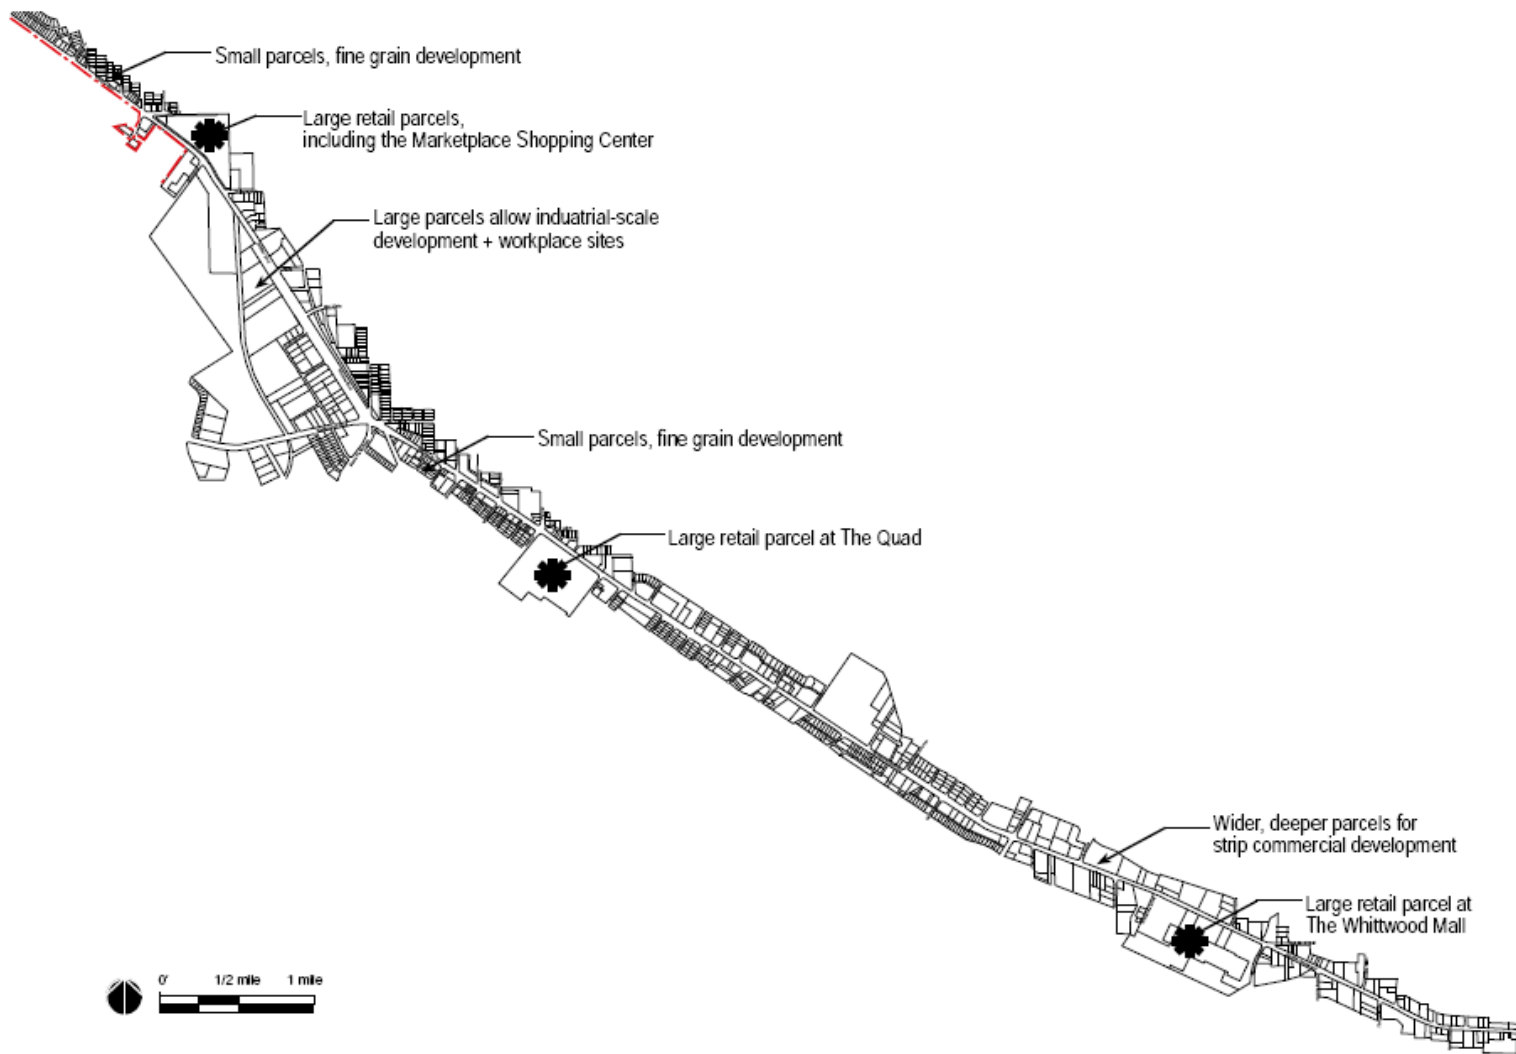 Small parcels, fine grain development
Large retail parcels,
including the Marketplace Shopping Center
Large parcels allow induatrial-scale
development + workplace sites
Small parcels, fine grain development
Large retail parcel at The Quad
Wider, deeper parcels for
strip commercial development
Large retail parcel at
The Whittwood Mall
0' 1/2 mile 1 mile